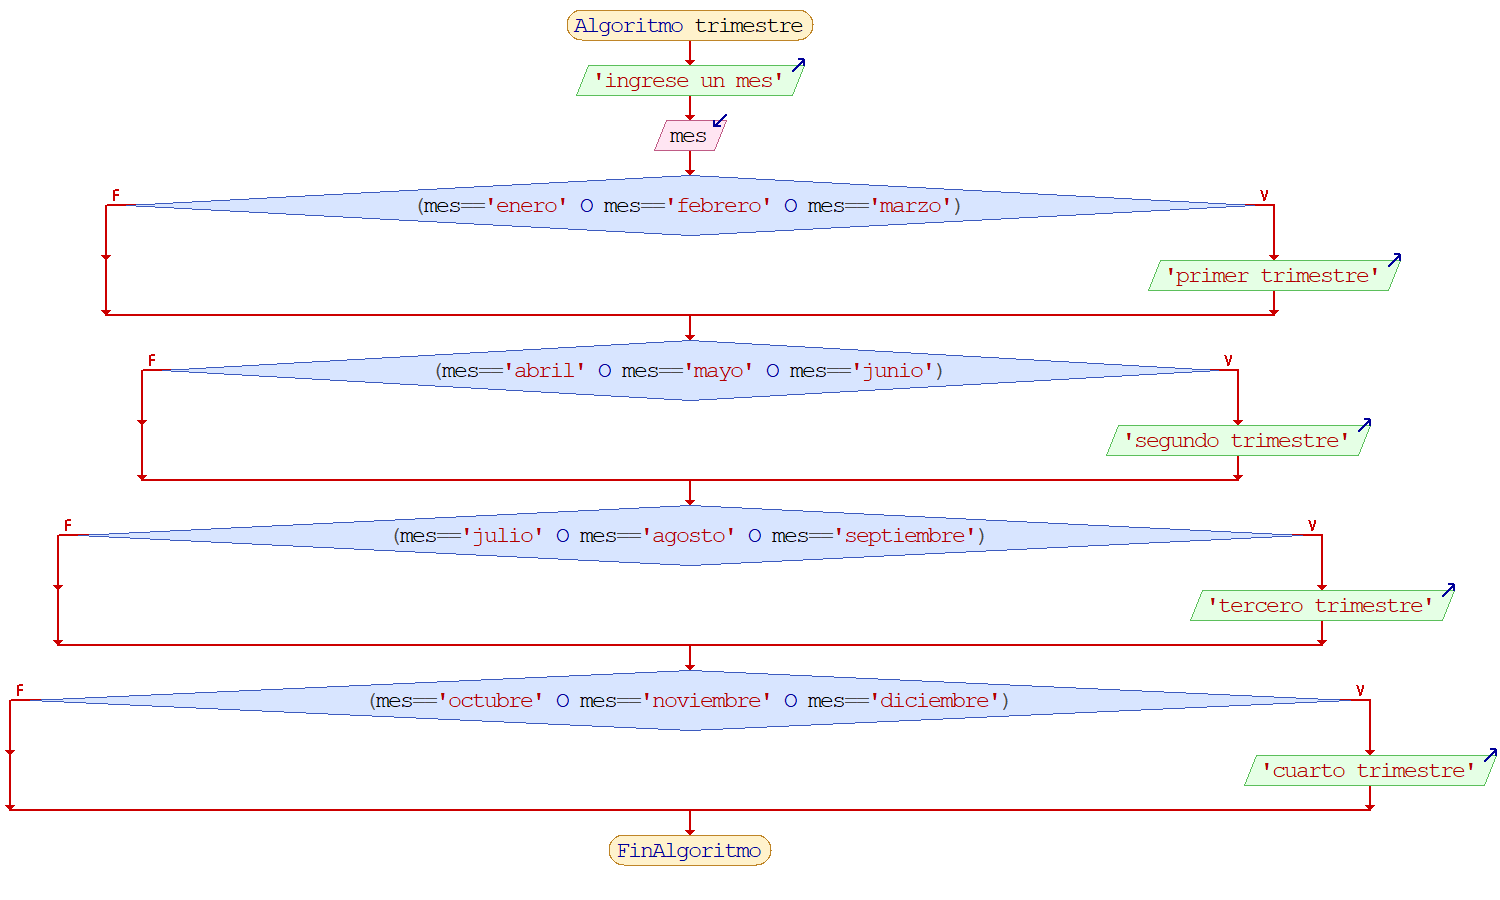 Algoritmo trimestre
'ingrese un mes'
mes
F
(mes=='enero' O mes=='febrero' O mes=='marzo')
V
'primer trimestre'
F
(mes=='abril' O mes=='mayo' O mes=='junio')
V
'segundo trimestre'
F
(mes=='julio' O mes=='agosto' O mes=='septiembre')
V
'tercero trimestre'
F
(mes=='octubre' O mes=='noviembre' O mes=='diciembre')
V
'cuarto trimestre'
FinAlgoritmo